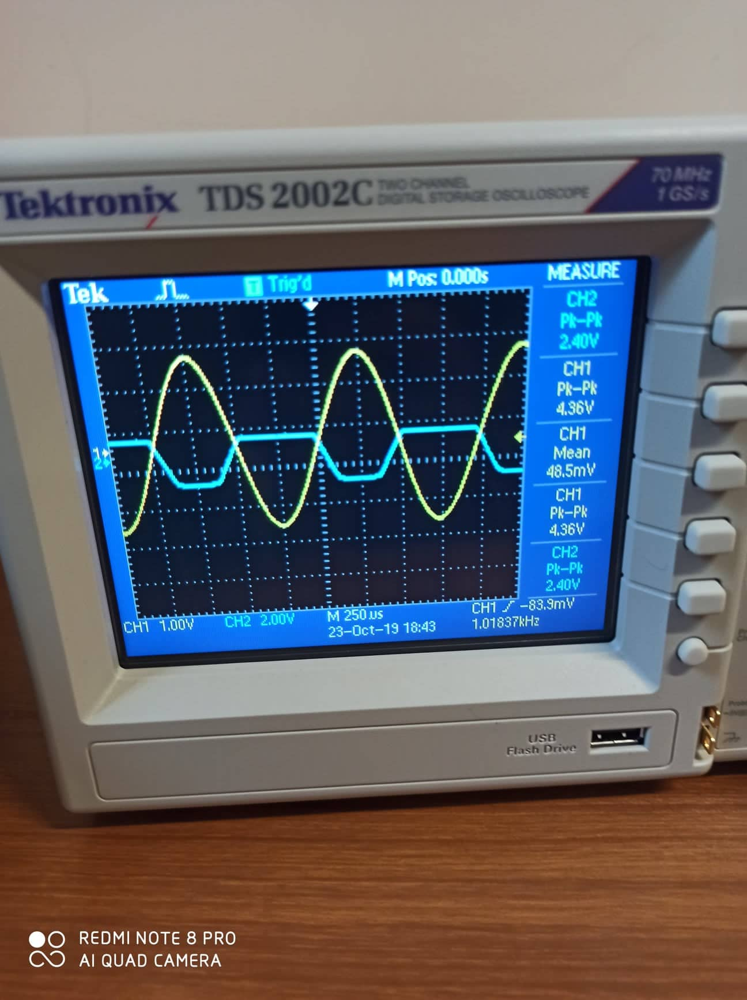 Tektronix TDS 2002C TWO CHANNEL
DIGITAL STORAGE OSCILLOSCOPE
70 MHz
1 GS/s
Tek
T Trig'd
M Pos: 0.000s
MEASURE
CH2
Pk-Pk
2.40V
CH1
Pk-Pk
4.36V
CH1
Mean
48.5mV
CH1
Pk-Pk
4.36V
CH2
Pk-Pk
2.40V
1
2
CH1 1.00V
CH2 2.00V
M 250µs
CH1 -83.9mV
23-Oct-19 18:43
1.01837kHz
USB
Flash Drive
REDMI NOTE 8 PRO
AI QUAD CAMERA